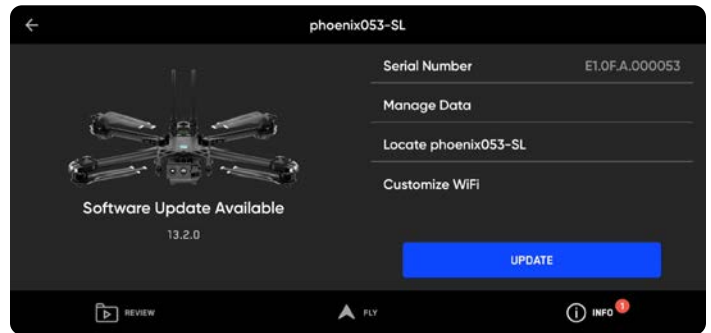 phoenix053-SL
Serial Number E1.0F.A.000053
Manage Data
Locate phoenix053-SL
Customize WiFi
Software Update Available
13.2.0
UPDATE
REVIEW
FLY
INFO 1